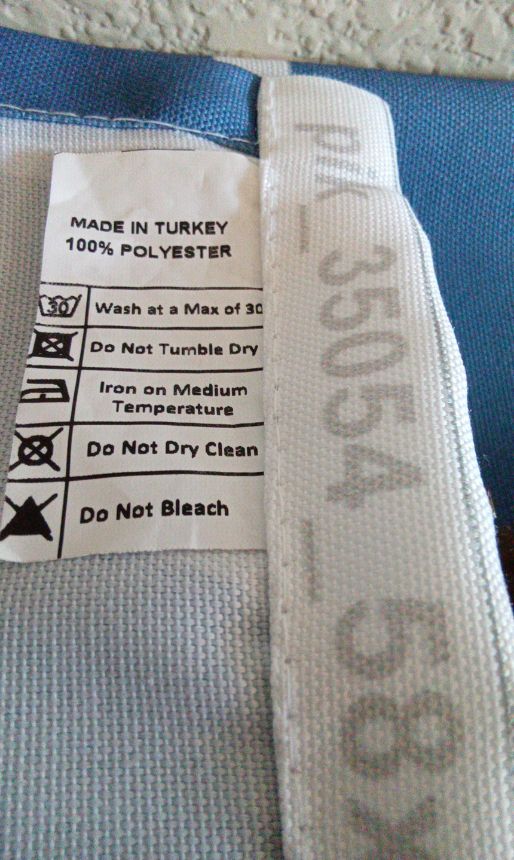 MADE IN TURKEY
100% POLYESTER
30
Wash at a Max of 30
Do Not Tumble Dry
Iron on Medium
Temperature
Do Not Dry Clean
Do Not Bleach
pik_35054_58x